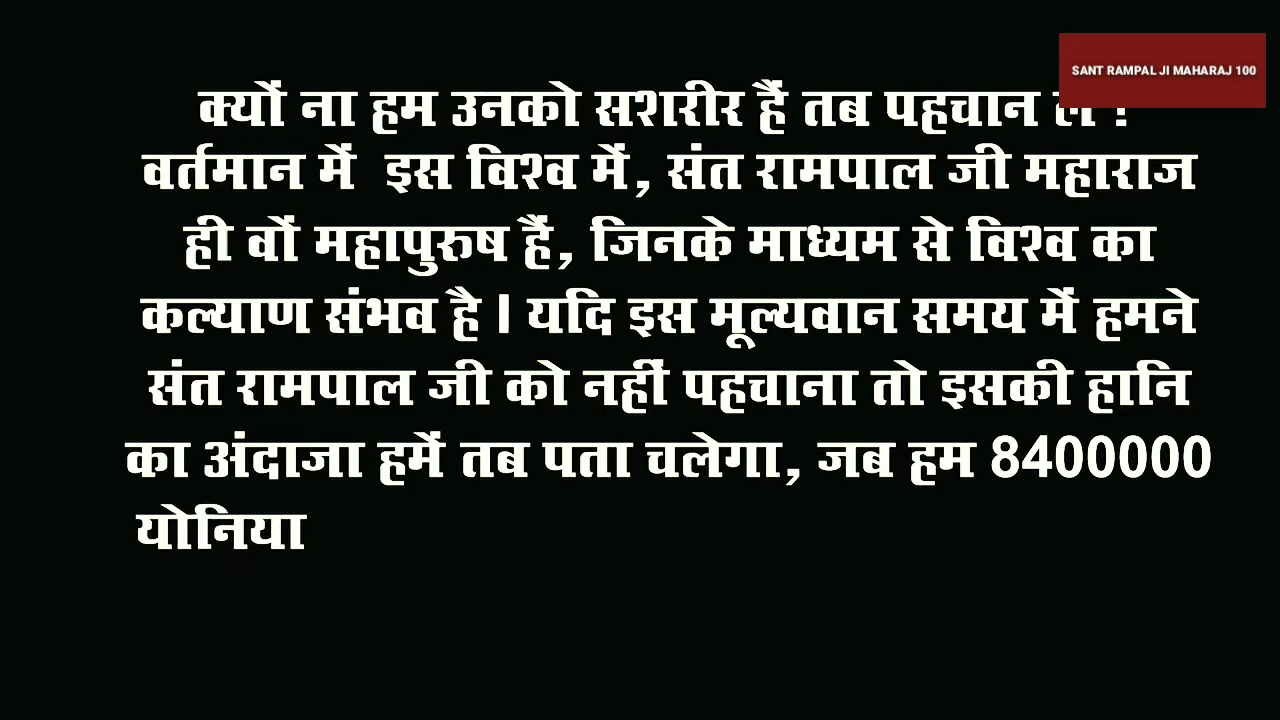 SANT RAMPAL JI MAHARAJ 100
क्यों ना हम उनको सशरीर हैं तब पहचान
वर्तमान में इस विश्व में, संत रामपाल जी महाराज
ही वों महापुरुष हैं, जिनके माध्यम से विश्व का
कल्याण संभव है। यदि इस मूल्यवान समय में हमने
संत रामपाल जी को नहीं पहचाना तो इसकी हानि
का अंदाजा हमें तब पता चलेगा, जब हम 8400000
योनिया